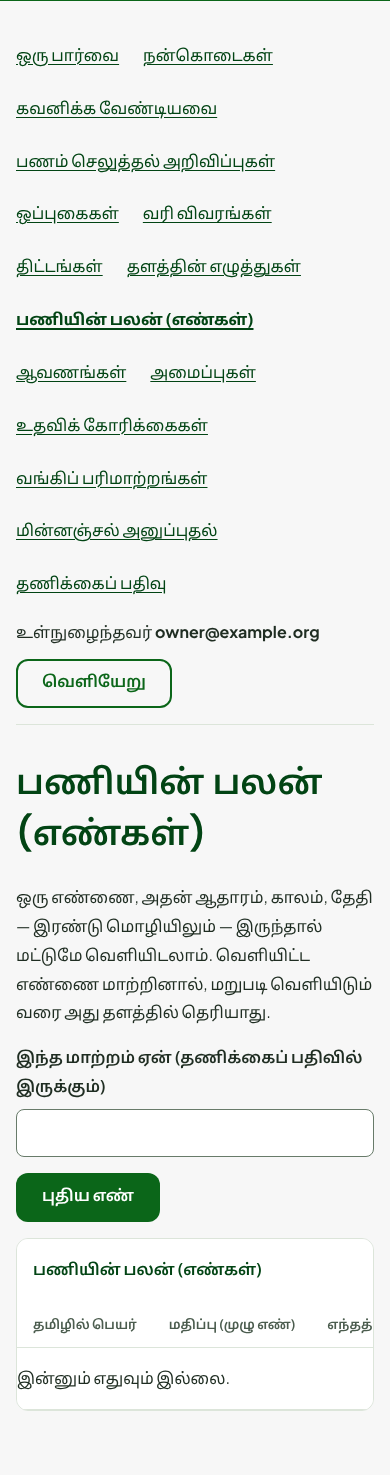 ஒரு பார்வை நன்கொடைகள்
கவனிக்க வேண்டியவை
பணம் செலுத்தல் அறிவிப்புகள்
ஒப்புகைகள் வரி விவரங்கள்
திட்டங்கள் தளத்தின் எழுத்துகள்
பணியின் பலன் (எண்கள்)
ஆவணங்கள் அமைப்புகள்
உதவிக் கோரிக்கைகள்
வங்கிப் பரிமாற்றங்கள்
மின்னஞ்சல் அனுப்புதல்
தணிக்கைப் பதிவு
உள்நுழைந்தவர் owner@example.org
வெளியேறு
பணியின் பலன்
(எண்கள்)
ஒரு எண்ணை, அதன் ஆதாரம், காலம், தேதி
— இரண்டு மொழியிலும் — இருந்தால்
மட்டுமே வெளியிடலாம். வெளியிட்ட
எண்ணை மாற்றினால், மறுபடி வெளியிடும்
வரை அது தளத்தில் தெரியாது.
இந்த மாற்றம் ஏன் (தணிக்கைப் பதிவில்
இருக்கும்)
புதிய எண்
பணியின் பலன் (எண்கள்)
தமிழில் பெயர் மதிப்பு (முழு எண்) எந்தத்
இன்னும் எதுவும் இல்லை.